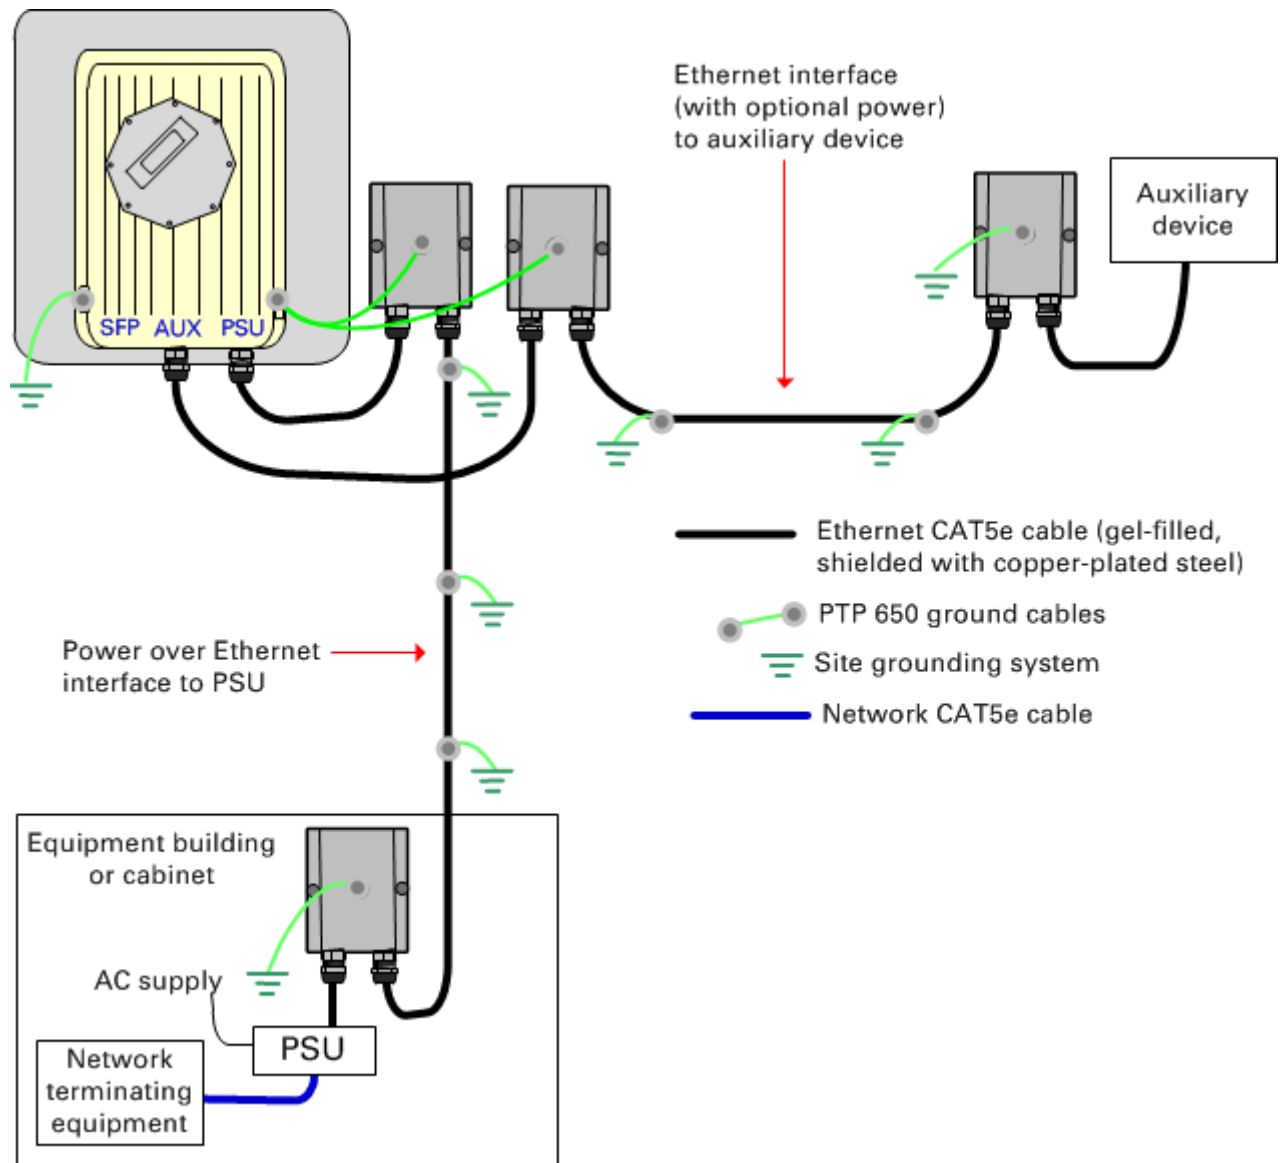 Ethernet interface
(with optional power)
to auxiliary device
Auxiliary
device
SFP AUX PSU
Ethernet CAT5e cable (gel-filled,
shielded with copper-plated steel)
PTP 650 ground cables
Site grounding system
Network CAT5e cable
Power over Ethernet
interface to PSU
Equipment building
or cabinet
AC supply
PSU
Network
terminating
equipment